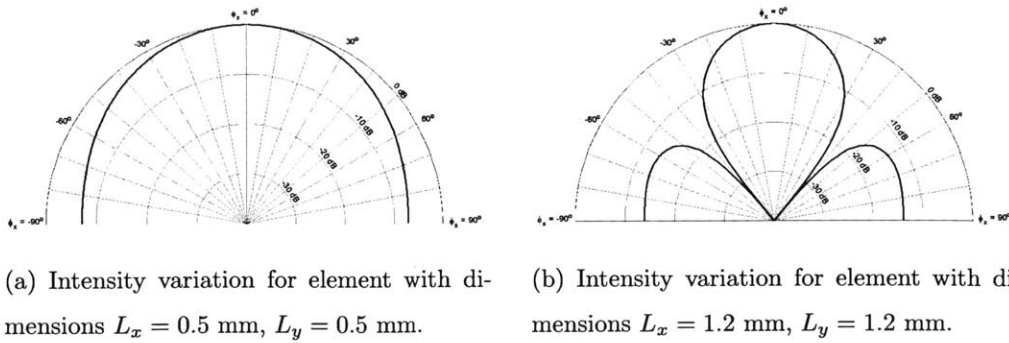 ϕₓ = 0°
-30°
30°
-60°
60°
0 dB
-10 dB
-20 dB
-30 dB
ϕₓ = -90°
ϕₓ = 90°
ϕₓ = 0°
-30°
30°
-60°
60°
0 dB
-10 dB
-20 dB
-30 dB
ϕₓ = -90°
ϕₓ = 90°
(a) Intensity variation for element with di-
mensions Lₓ = 0.5 mm, L_y = 0.5 mm.
(b) Intensity variation for element with di
mensions Lₓ = 1.2 mm, L_y = 1.2 mm.